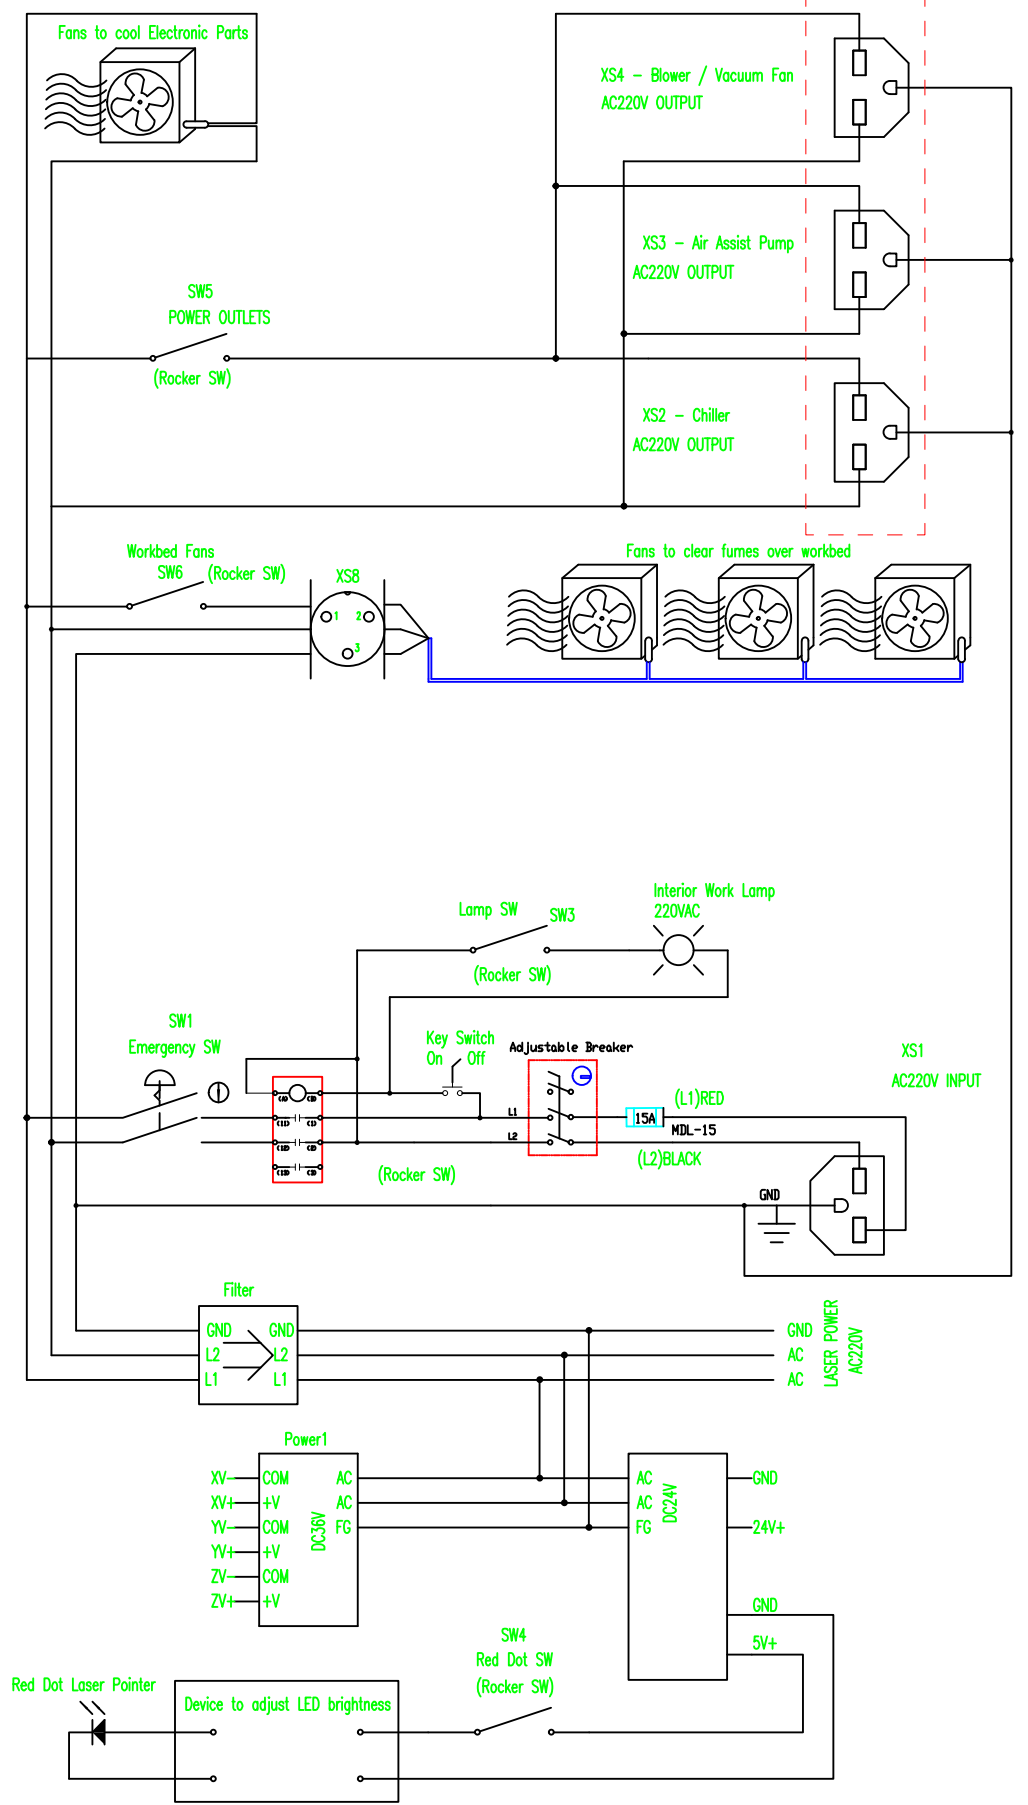 Fans to cool Electronic Parts
XS4 - Blower / Vacuum Fan
AC220V OUTPUT
XS3 - Air Assist Pump
AC220V OUTPUT
SW5
POWER OUTLETS
(Rocker SW)
XS2 - Chiller
AC220V OUTPUT
Workbed Fans
SW6 (Rocker SW)
XS8
1 2
3
Fans to clear fumes over workbed
Lamp SW
SW3
(Rocker SW)
Interior Work Lamp
220VAC
SW1
Emergency SW
Key Switch
On Off
Adjustable Breaker
XS1
AC220V INPUT
(L1)RED
L1
15A
MDL-15
L2
(L2)BLACK
(Rocker SW)
GND
Filter
GND GND
L2 L2
L1 L1
GND
AC
AC
LASER POWER
AC220V
Power1
XV- COM AC
XV+ +V AC
YV- COM FG
YV+ +V
ZV- COM
ZV+ +V
DC36V
AC
AC
FG
DC24V
GND
24V+
GND
5V+
SW4
Red Dot SW
(Rocker SW)
Red Dot Laser Pointer
Device to adjust LED brightness